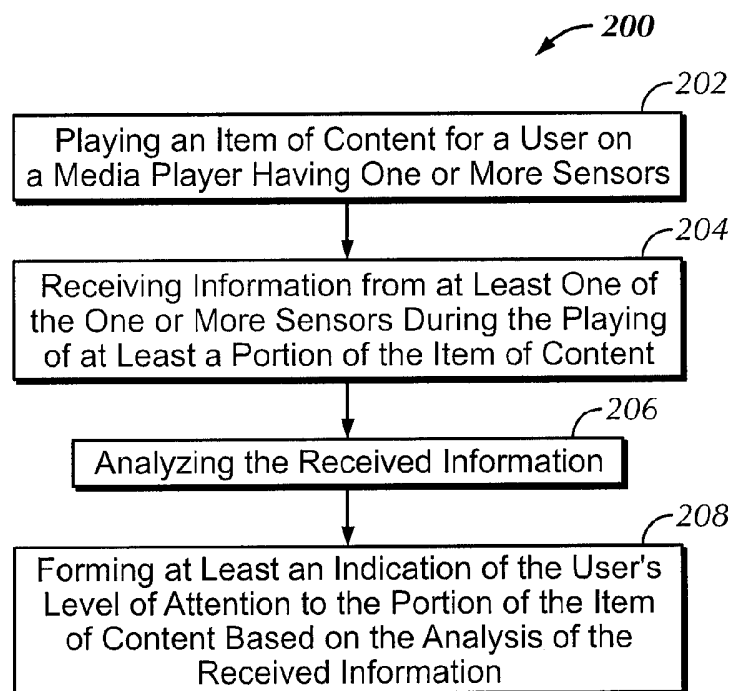 200
202
Playing an Item of Content for a User on
a Media Player Having One or More Sensors
204
Receiving Information from at Least One of
the One or More Sensors During the Playing
of at Least a Portion of the Item of Content
206
Analyzing the Received Information
208
Forming at Least an Indication of the User's
Level of Attention to the Portion of the Item
of Content Based on the Analysis of the
Received Information